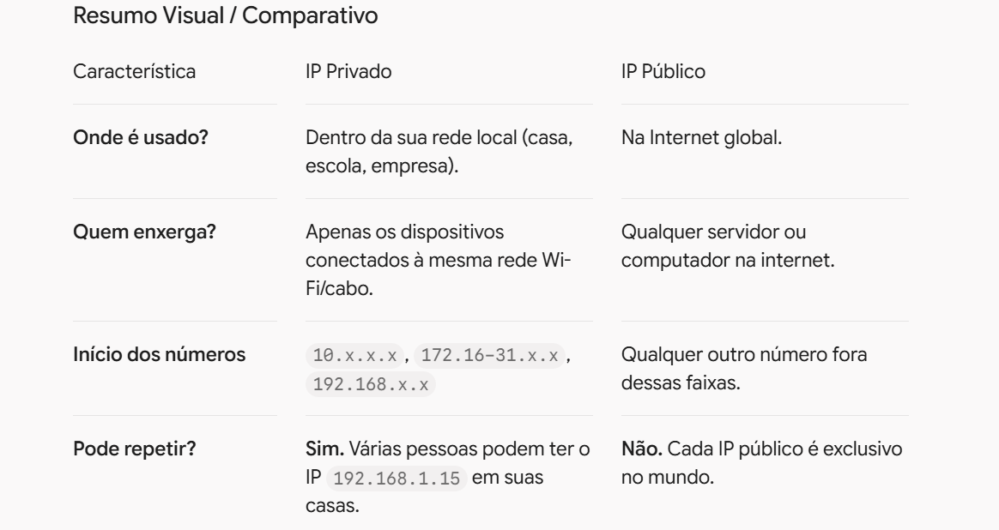 Resumo Visual / Comparativo
Característica IP Privado IP Público
Onde é usado? Dentro da sua rede local (casa, Na Internet global.
escola, empresa).
Quem enxerga? Apenas os dispositivos Qualquer servidor ou
conectados à mesma rede Wi- computador na internet.
Fi/cabo.
Início dos números 10.x.x.x, 172.16-31.x.x, Qualquer outro número fora
192.168.x.x dessas faixas.
Pode repetir? Sim. Várias pessoas podem ter o Não. Cada IP público é exclusivo
IP 192.168.1.15 em suas no mundo.
casas.